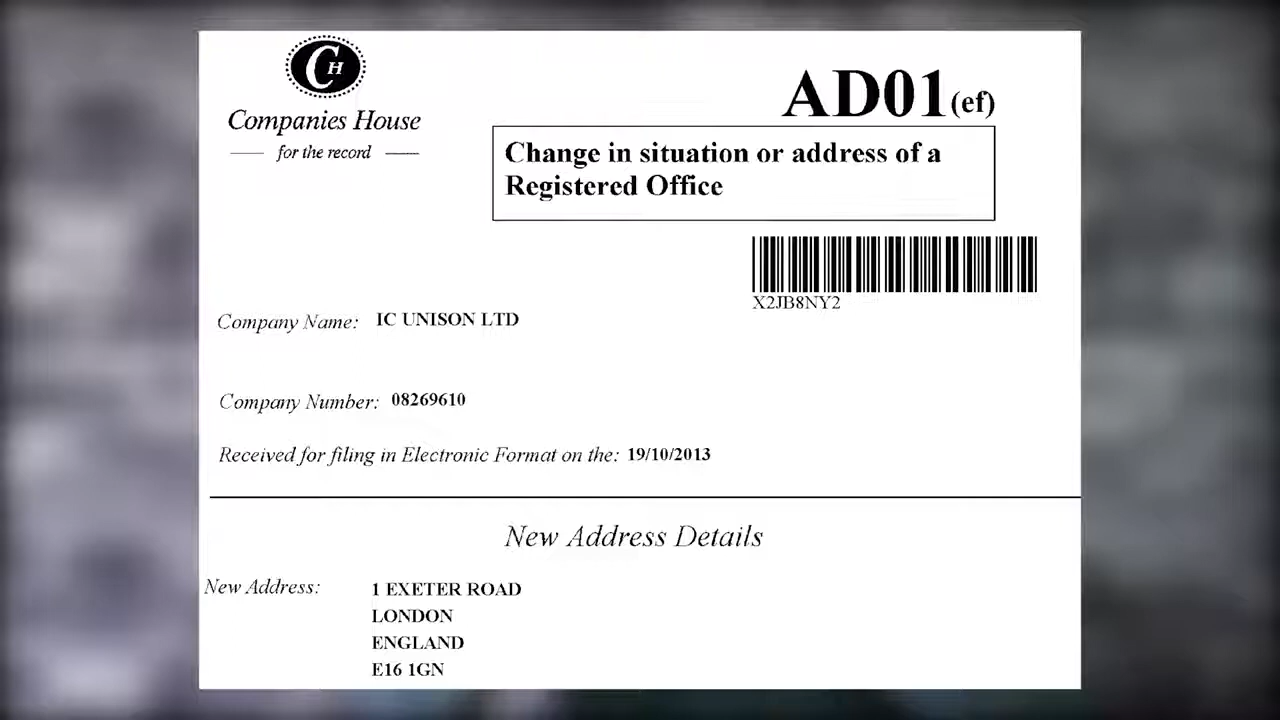 CH
Companies House
for the record
AD01(ef)
Change in situation or address of a
Registered Office
X2JB8NY2
Company Name: IC UNISON LTD
Company Number: 08269610
Received for filing in Electronic Format on the: 19/10/2013
New Address Details
New Address: 1 EXETER ROAD
LONDON
ENGLAND
E16 1GN